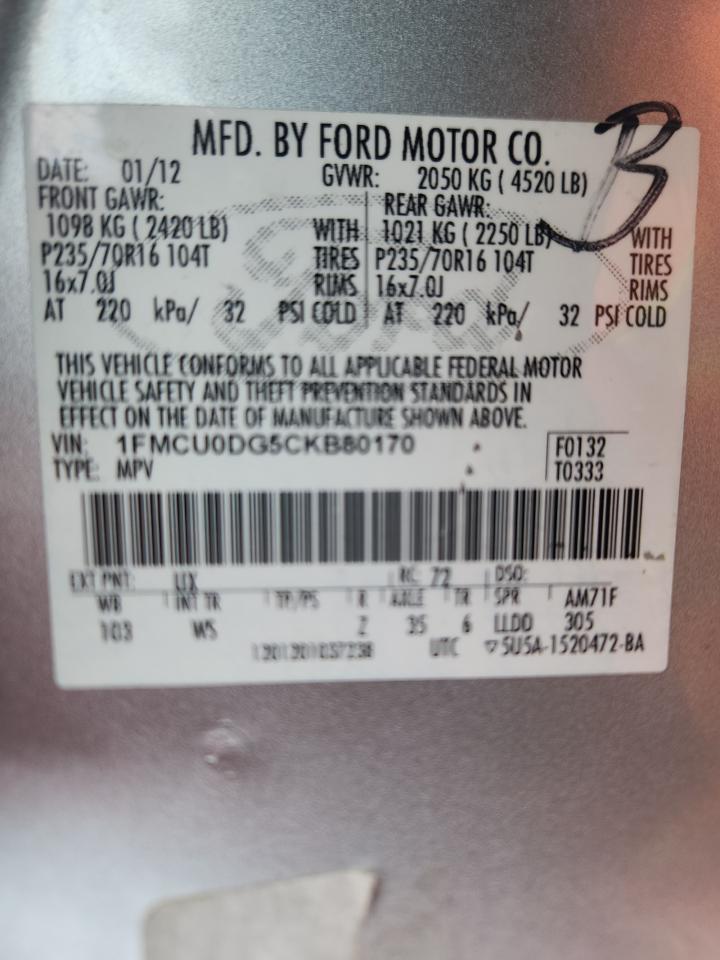 MFD. BY FORD MOTOR CO.
B
DATE: 01/12 GVWR: 2050 KG ( 4520 LB)
FRONT GAWR: REAR GAWR:
1098 KG ( 2420 LB) WITH 1021 KG ( 2250 LB) WITH
P235/70R16 104T TIRES P235/70R16 104T TIRES
16x7.0J RIMS 16x7.0J RIMS
AT 220 kPa/ 32 PSI COLD AT 220 kPa/ 32 PSI COLD
THIS VEHICLE CONFORMS TO ALL APPLICABLE FEDERAL MOTOR
VEHICLE SAFETY AND THEFT PREVENTION STANDARDS IN
EFFECT ON THE DATE OF MANUFACTURE SHOWN ABOVE.
VIN: 1FMCU0DG5CKB80170 F0132
TYPE: MPV T0333
EXT PNT: UX RC: 72 DSO:
WB INT TR TP/PS R AXLE TR SPR AM71F
103 WS Z 35 6 LLDD 305
UTC ▽5U5A-1520472-BA